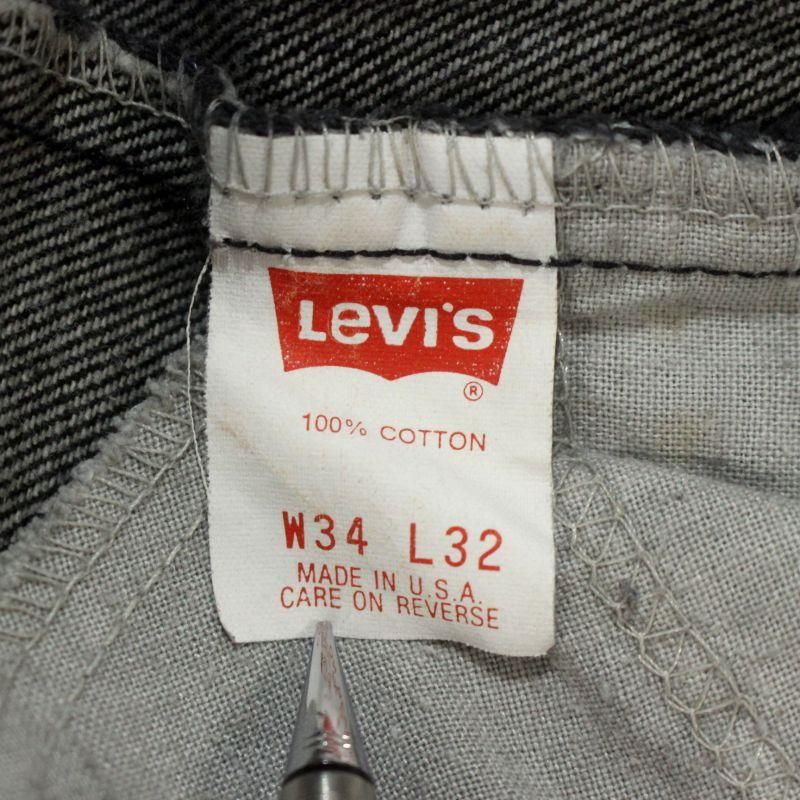 Levi's
®
100% COTTON
W34 L32
MADE IN U.S.A.
CARE ON REVERSE